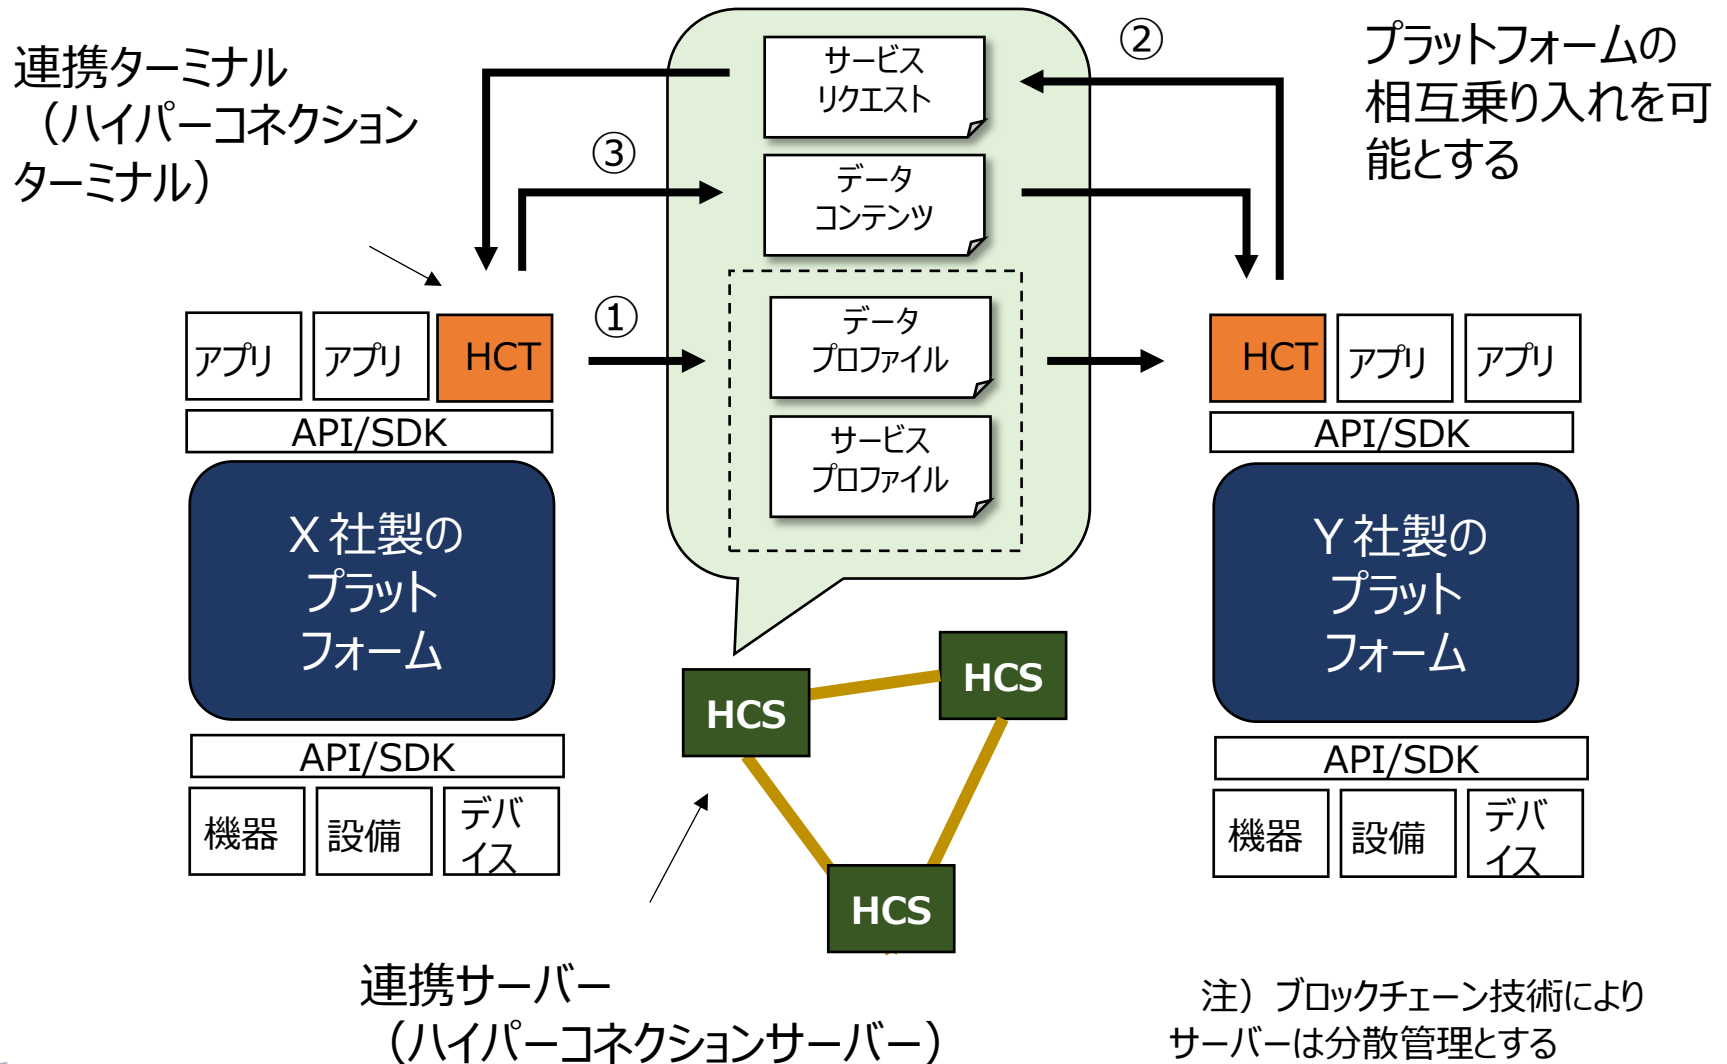 連携ターミナル
（ハイパーコネクション
ターミナル）
②
プラットフォームの
相互乗り入れを可
能とする
サービス
リクエスト
③
データ
コンテンツ
①
データ
プロファイル
サービス
プロファイル
アプリ
アプリ
HCT
API/SDK
X社製の
プラット
フォーム
API/SDK
機器
設備
デバ
イス
HCT
アプリ
アプリ
API/SDK
Y社製の
プラット
フォーム
API/SDK
機器
設備
デバ
イス
HCS
HCS
HCS
連携サーバー
（ハイパーコネクションサーバー）
注）ブロックチェーン技術により
サーバーは分散管理とする